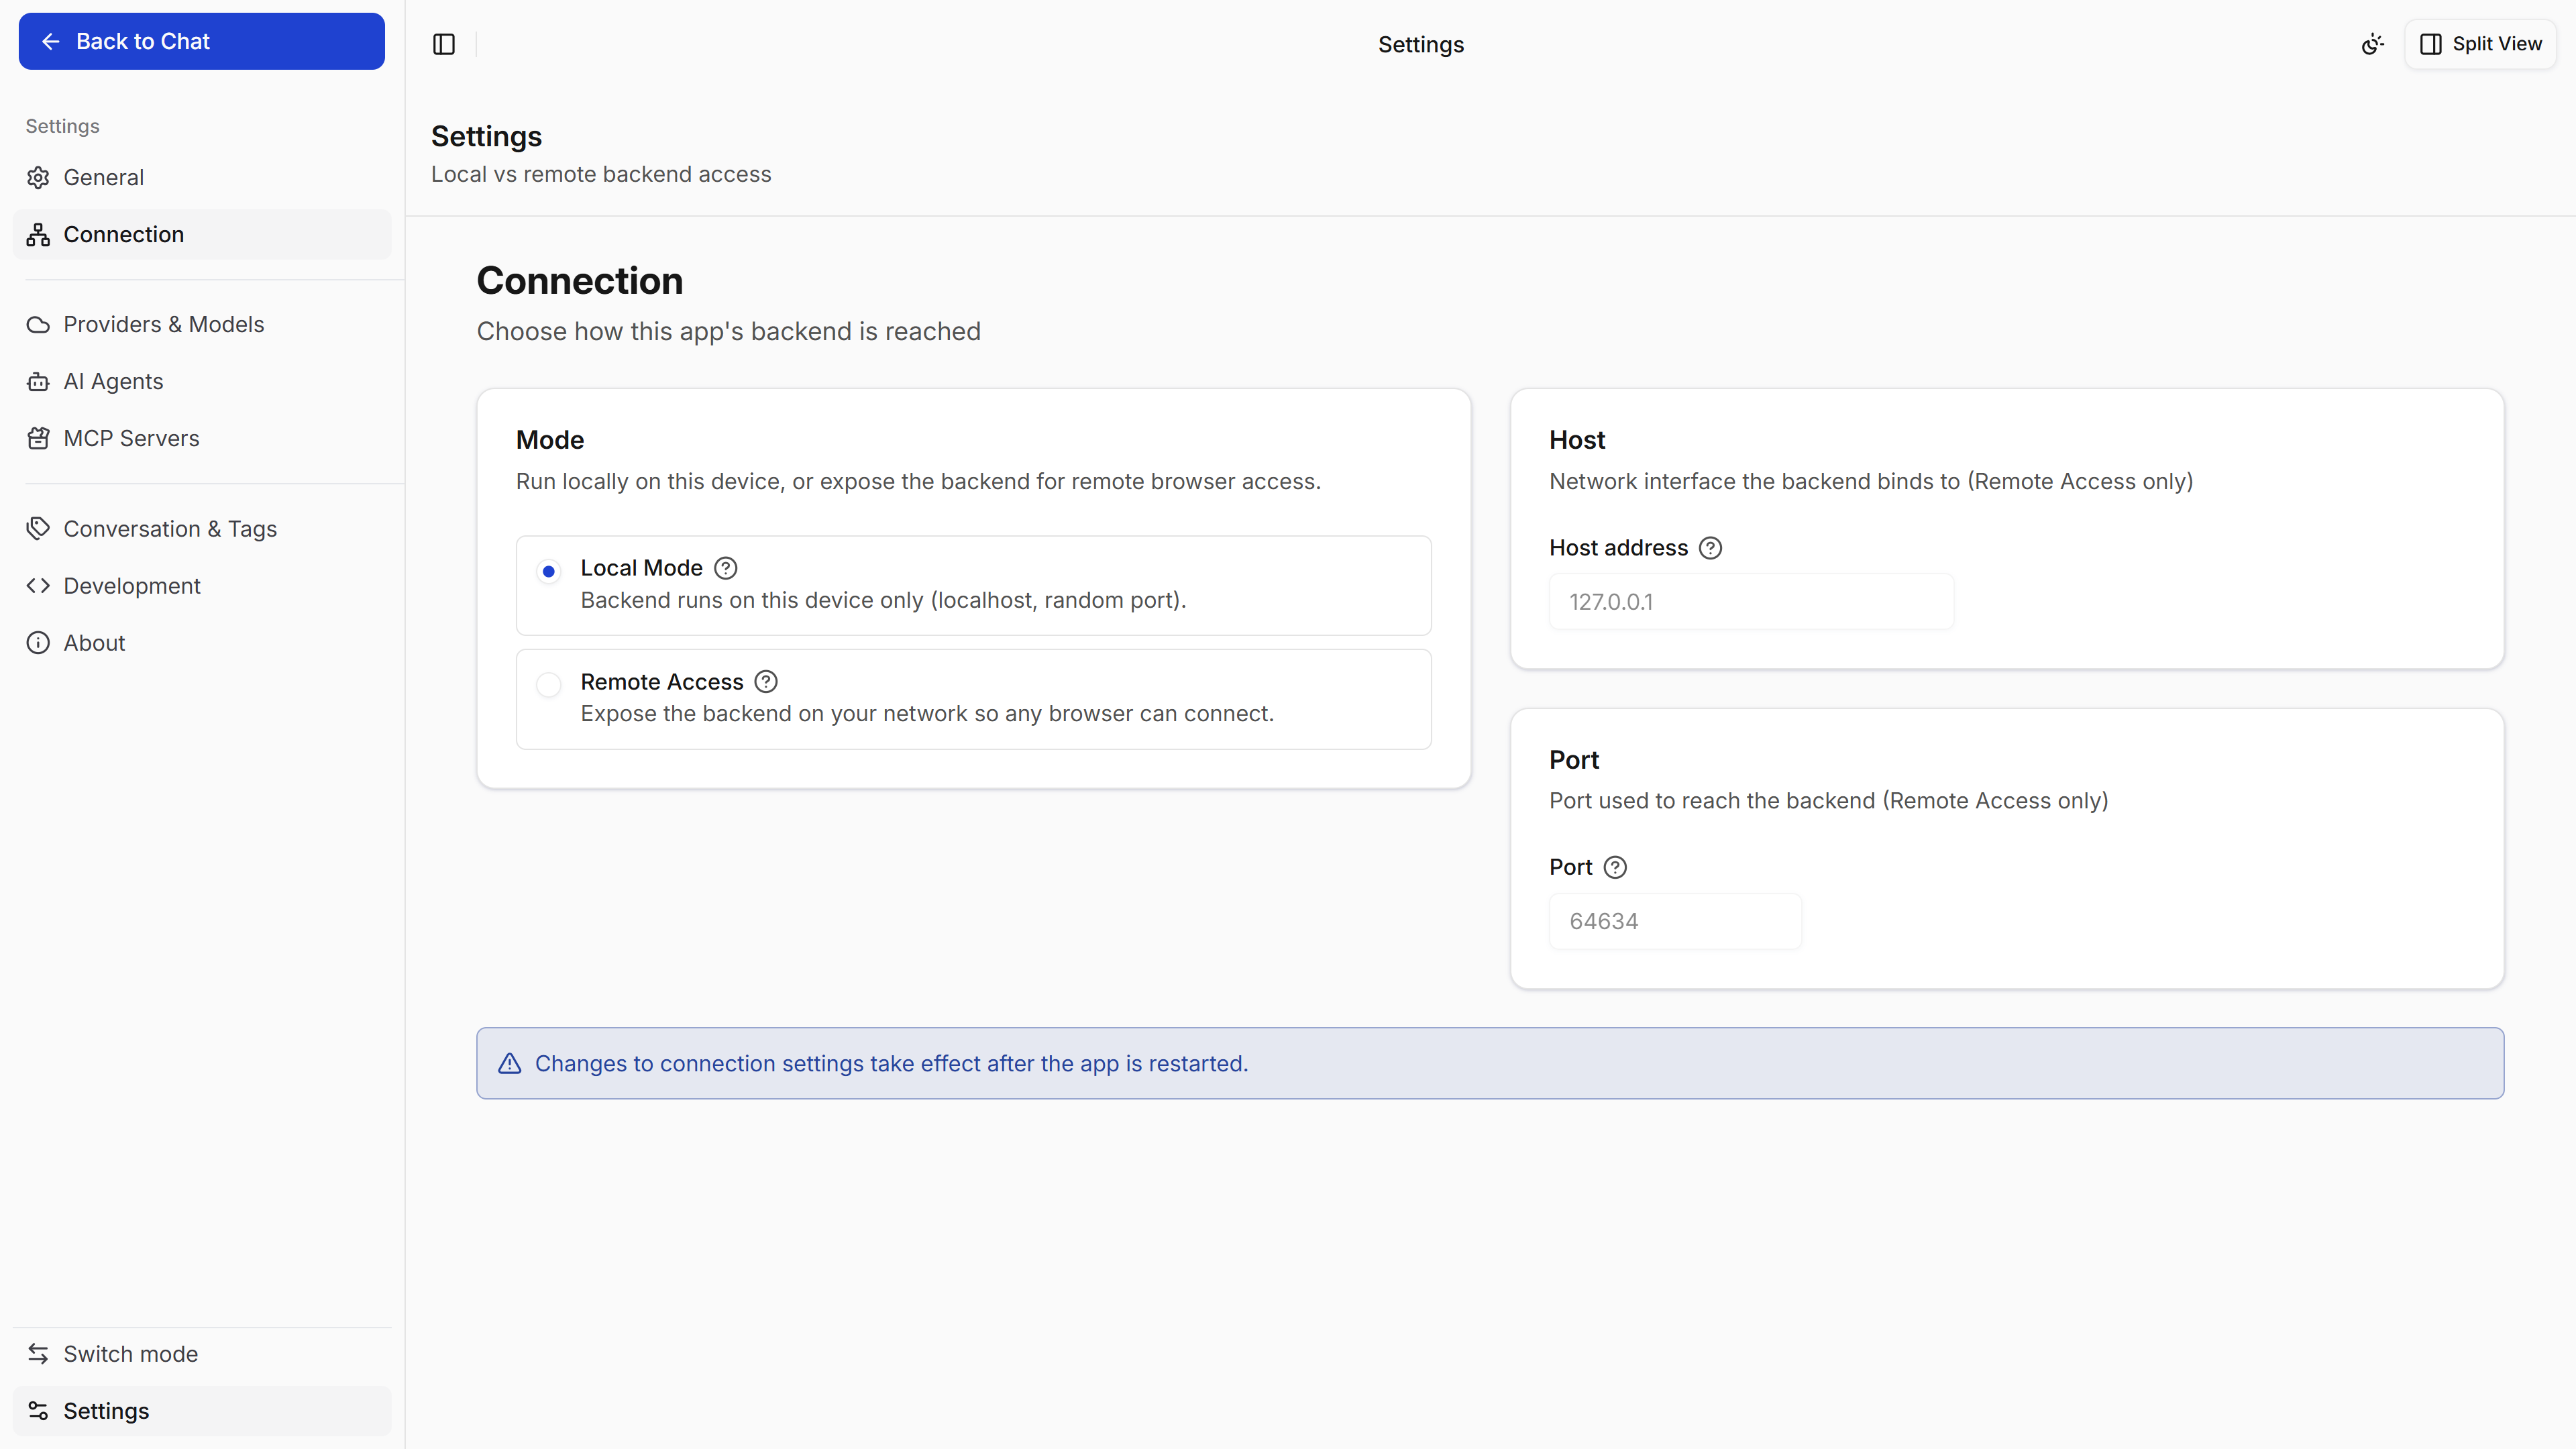 Back to Chat
Settings
General
Connection
Providers & Models
AI Agents
MCP Servers
Conversation & Tags
Development
About
Switch mode
Settings
Settings
Split View
Settings
Local vs remote backend access
Connection
Choose how this app's backend is reached
Mode
Run locally on this device, or expose the backend for remote browser access.
Local Mode
Backend runs on this device only (localhost, random port).
Remote Access
Expose the backend on your network so any browser can connect.
Host
Network interface the backend binds to (Remote Access only)
Host address
127.0.0.1
Port
Port used to reach the backend (Remote Access only)
Port
64634
Changes to connection settings take effect after the app is restarted.